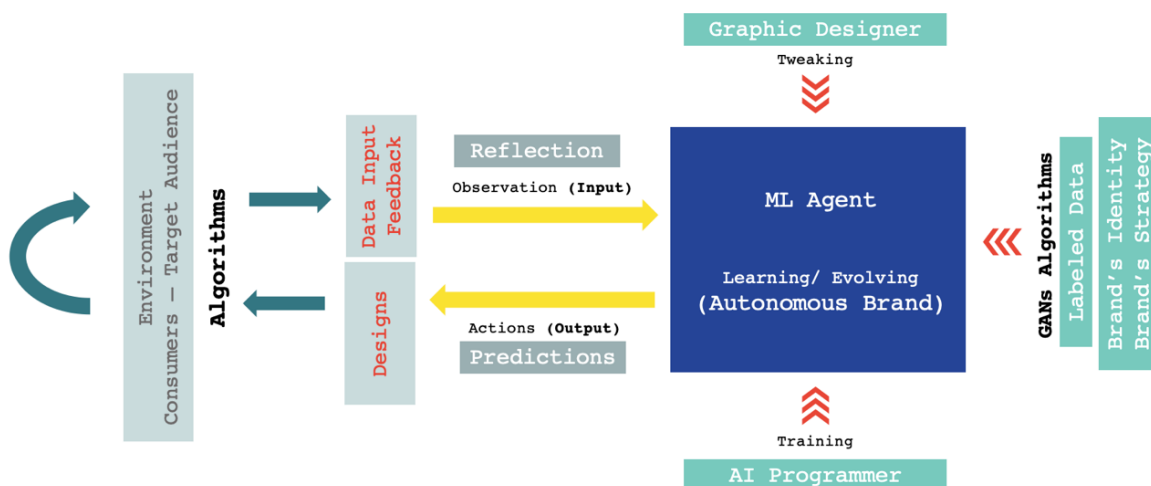 Graphic Designer
Tweaking
Environment
Consumers — Target Audience
Algorithms
Data Input
Feedback
Designs
Reflection
Observation (Input)
Actions (Output)
Predictions
ML Agent
Learning/ Evolving
(Autonomous Brand)
GANs Algorithms
Labeled Data
Brand's Identity
Brand's Strategy
Training
AI Programmer